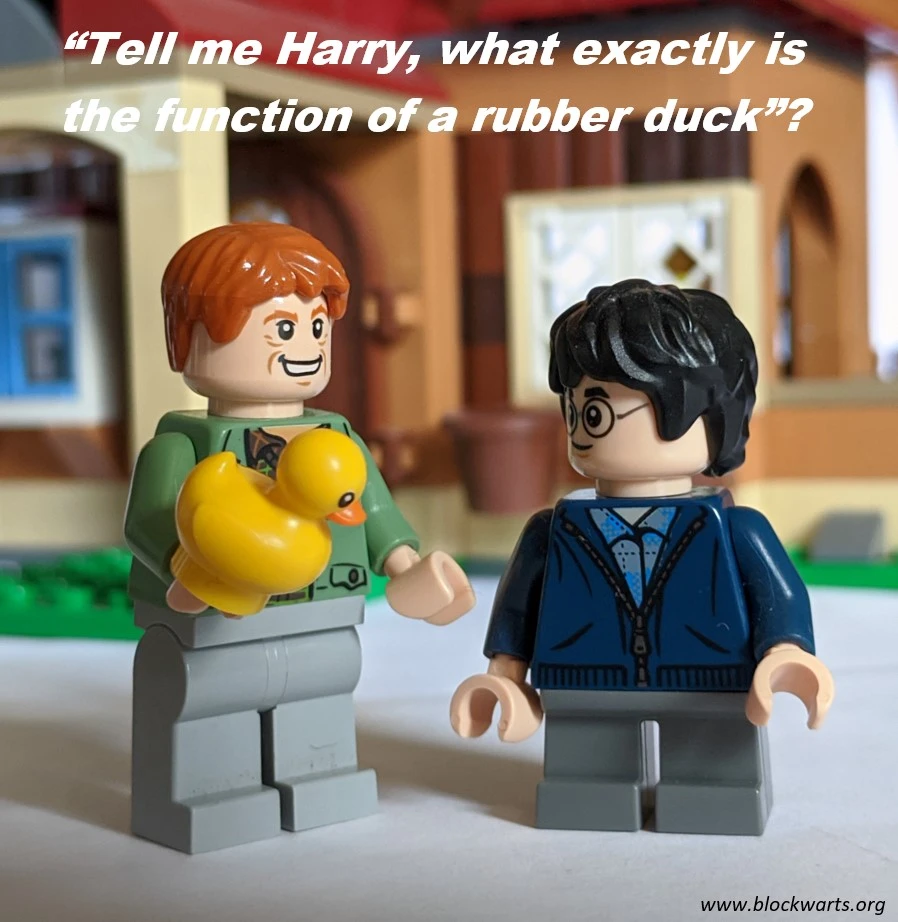 “Tell me Harry, what exactly is
the function of a rubber duck”?
www.blockwarts.org